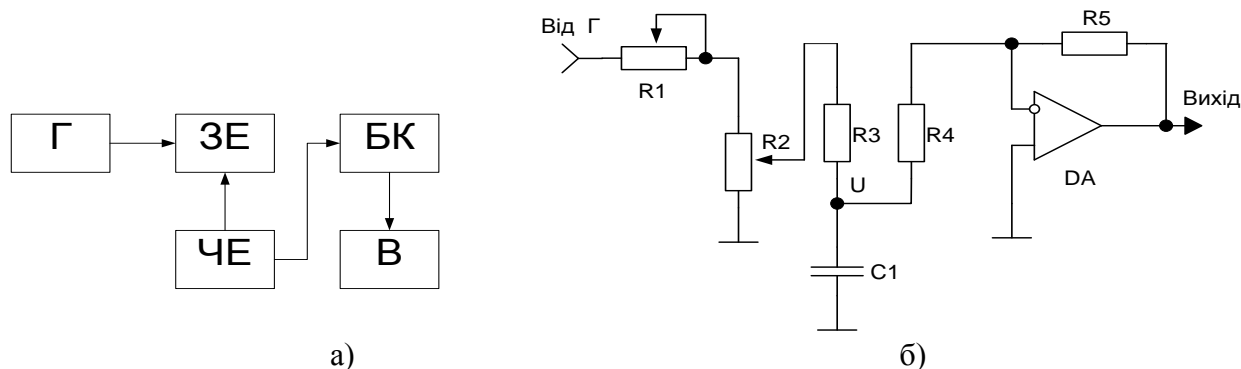 Г
ЗЕ
БК
ЧЕ
В
а)
Від Г
R1
R2
R3
R4
R5
U
C1
DA
Вихід
б)